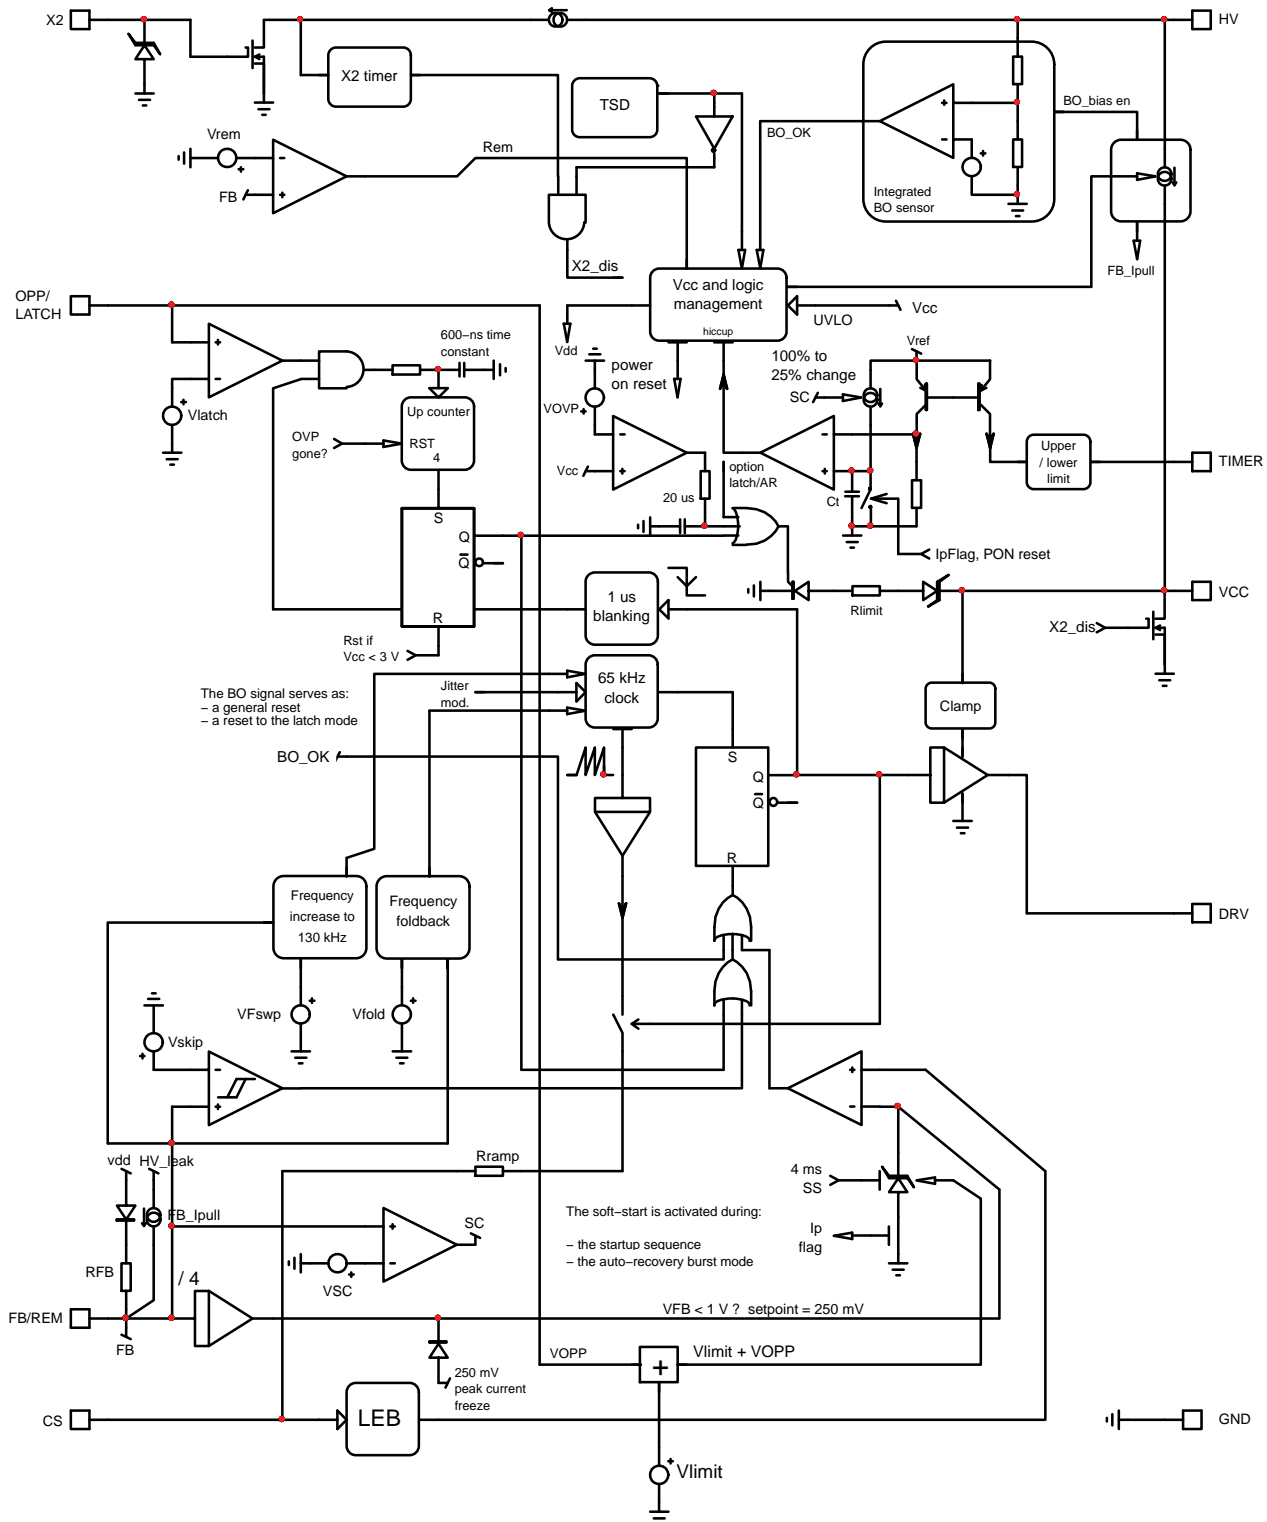 X2
HV
X2 timer
TSD
BO_bias en
BO_OK
Vrem
Rem
FB
Integrated
BO sensor
X2_dis
FB_Ipull
OPP/
LATCH
Vcc and logic
management
hiccup
UVLO
Vcc
Vdd
600−ns time
constant
power
on reset
100% to
25% change
Vref
SC
VOVP
Vlatch
Up counter
RST
4
OVP
gone?
Upper
/ lower
limit
TIMER
Vcc
option
latch/AR
20 us
Ct
S
Q
Q
R
IpFlag, PON reset
1 us
blanking
Rlimit
VCC
X2_dis
Rst if
Vcc < 3 V
65 kHz
clock
Jitter
mod.
The BO signal serves as:
− a general reset
− a reset to the latch mode
Clamp
BO_OK
S
Q
Q
R
Frequency
increase to
130 kHz
Frequency
foldback
DRV
VFswp
Vfold
Vskip
vdd
HV_leak
Rramp
4 ms
SS
FB_Ipull
SC
The soft−start is activated during:
− the startup sequence
− the auto−recovery burst mode
Ip
flag
RFB
/ 4
VSC
FB/REM
VFB < 1 V ? setpoint = 250 mV
FB
VOPP
+
Vlimit + VOPP
250 mV
peak current
freeze
CS
LEB
GND
Vlimit